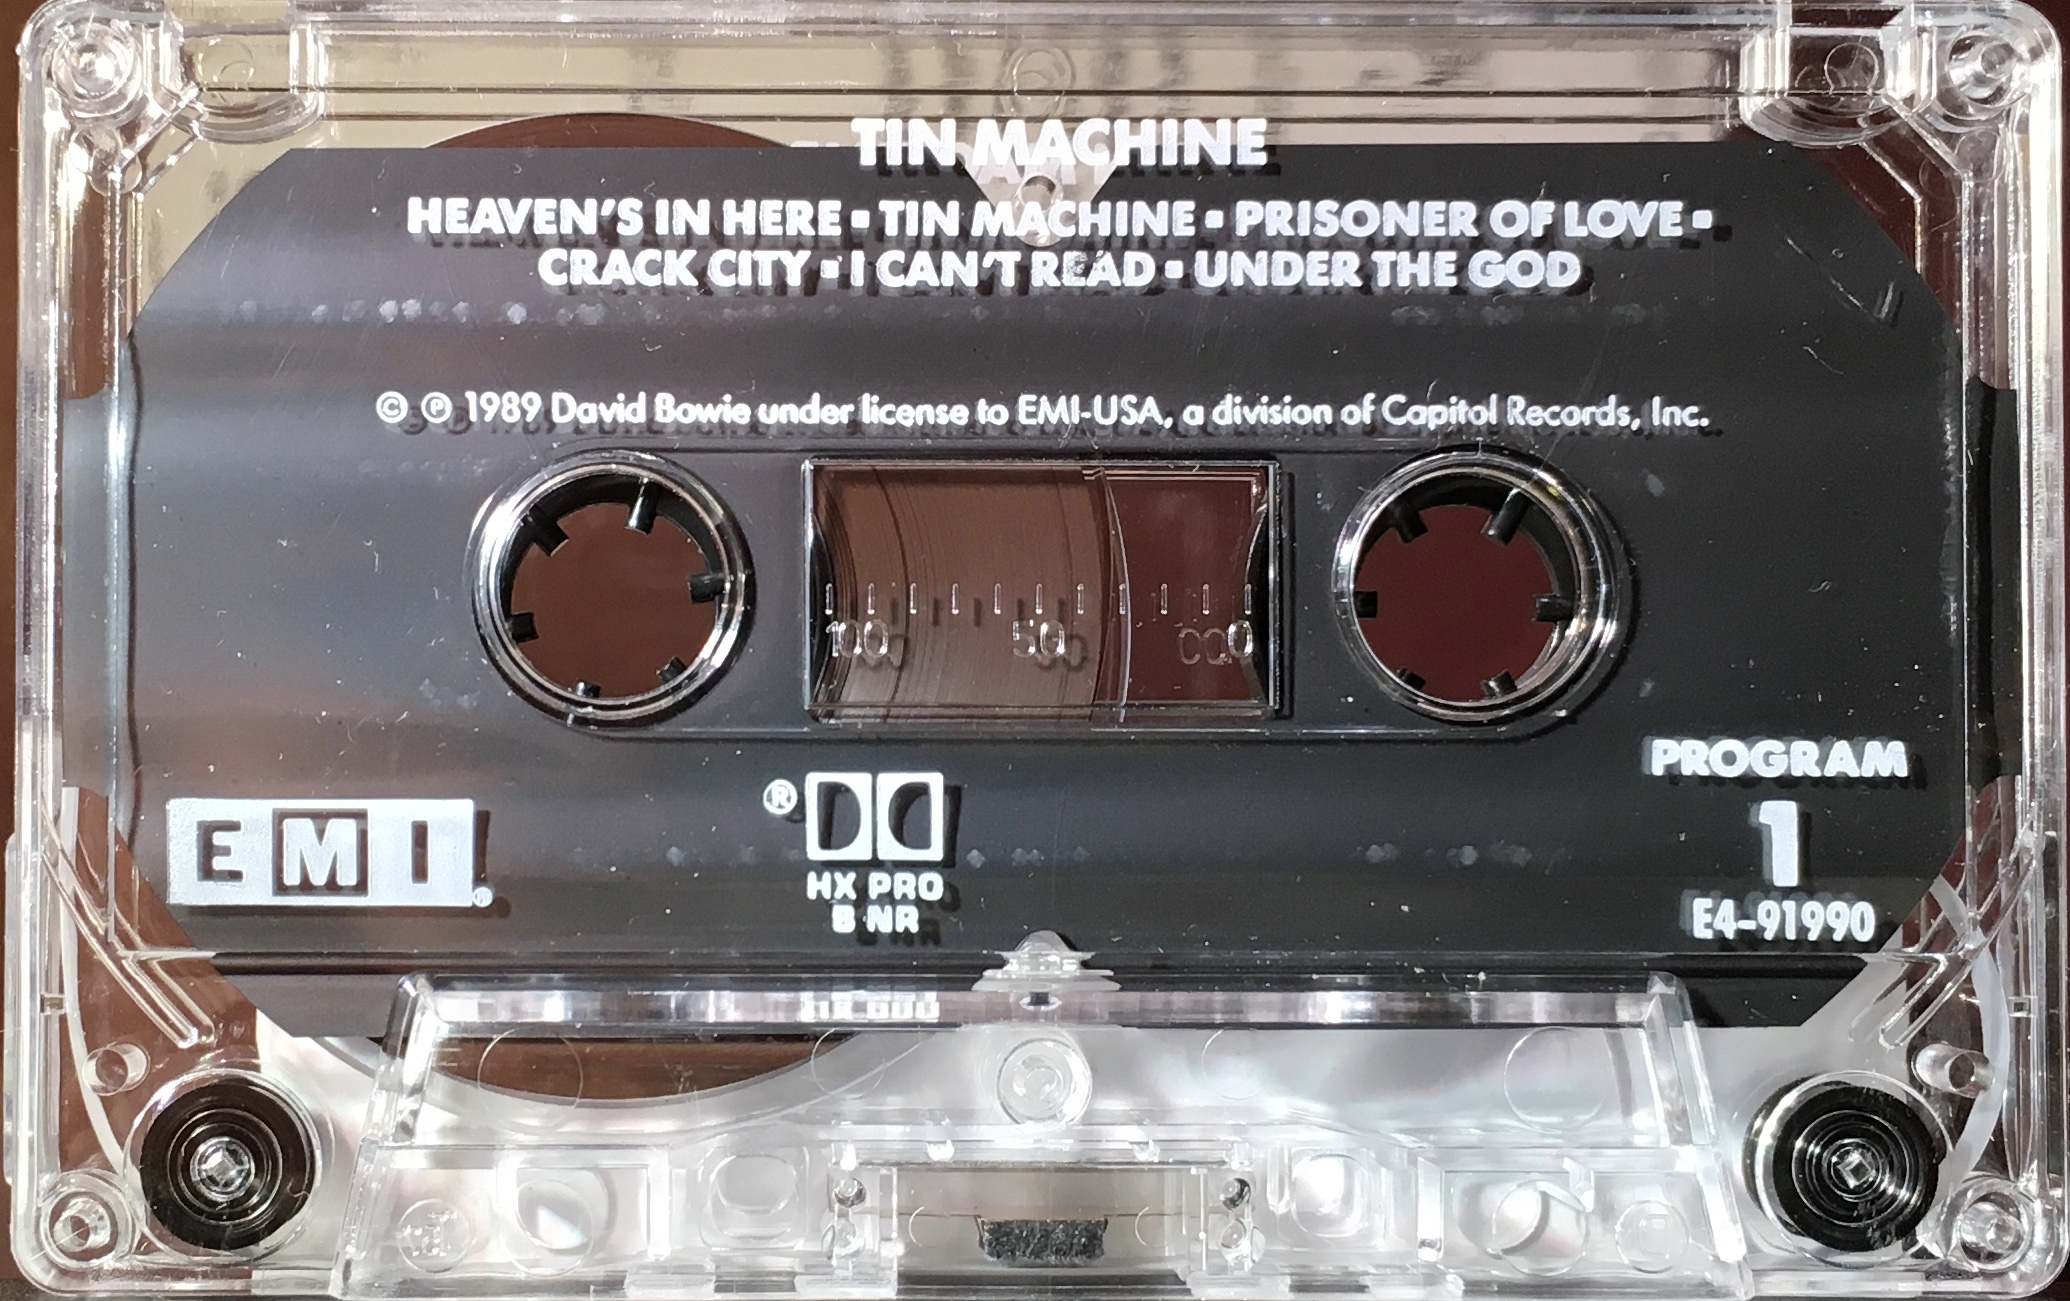 TIN MACHINE
HEAVEN'S IN HERE ▪ TIN MACHINE ▪ PRISONER OF LOVE ▪
CRACK CITY ▪ I CAN'T READ ▪ UNDER THE GOD
© ℗ 1989 David Bowie under license to EMI-USA, a division of Capitol Records, Inc.
100 50 0
PROGRAM
1
E4-91990
EMI®
®
HX PRO
B NR